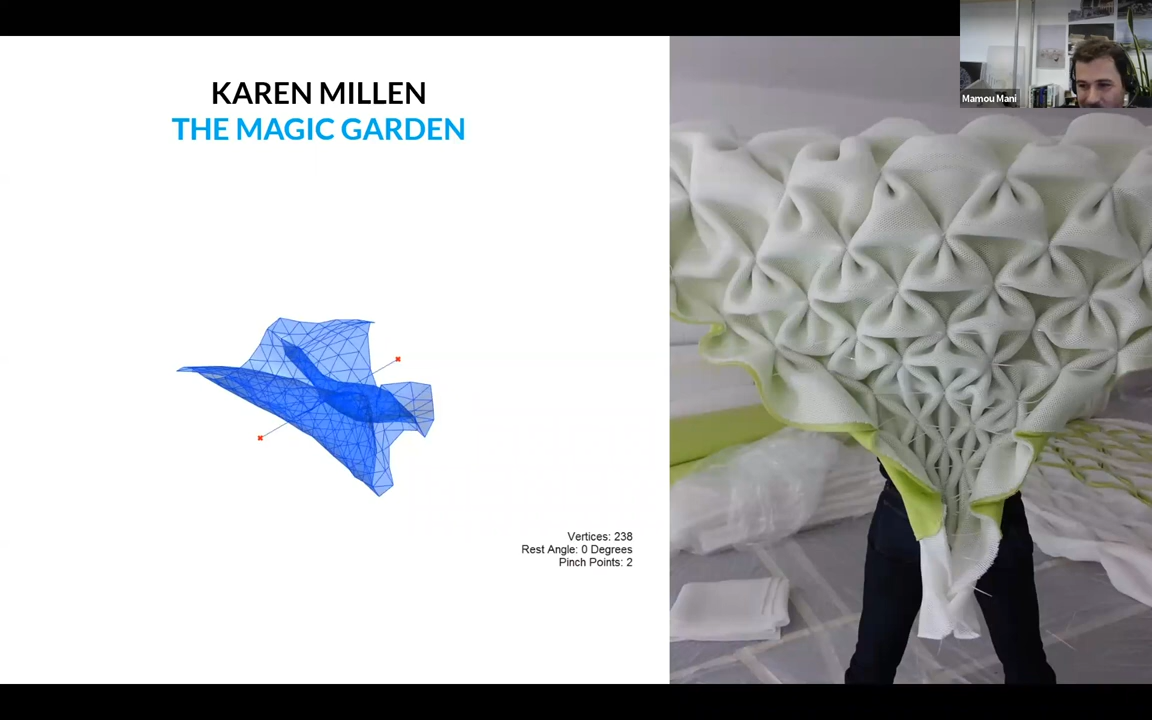 KAREN MILLEN
THE MAGIC GARDEN
Vertices: 238
Rest Angle: 0 Degrees
Pinch Points: 2
Mamou Mani